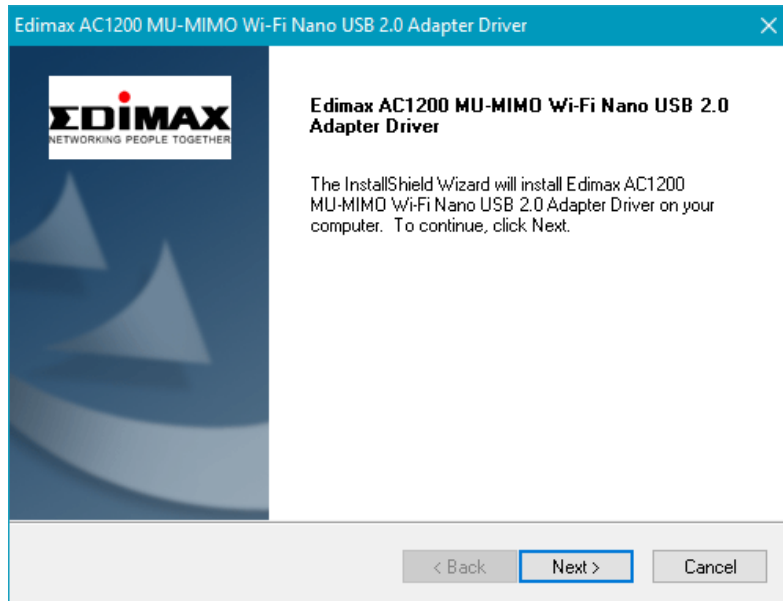 Edimax AC1200 MU-MIMO Wi-Fi Nano USB 2.0 Adapter Driver
EDIMAX
NETWORKING PEOPLE TOGETHER
Edimax AC1200 MU-MIMO Wi-Fi Nano USB 2.0
Adapter Driver
The InstallShield Wizard will install Edimax AC1200
MU-MIMO Wi-Fi Nano USB 2.0 Adapter Driver on your
computer.  To continue, click Next.
< Back
Next >
Cancel